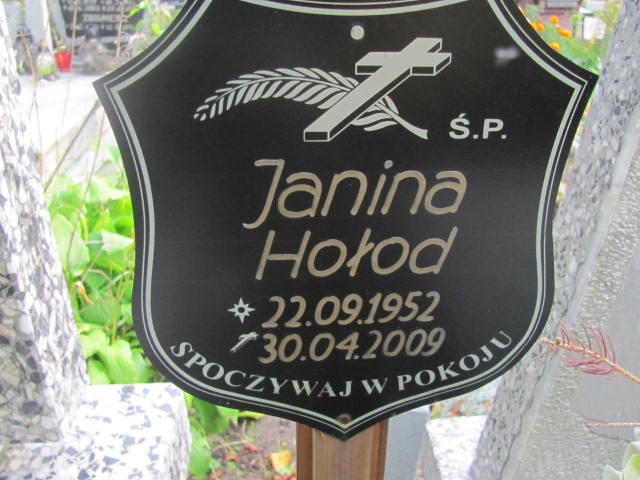 Ś.P.
Janina
Hołod
22.09.1952
30.04.2009
SPOCZYWAJ W POKOJU